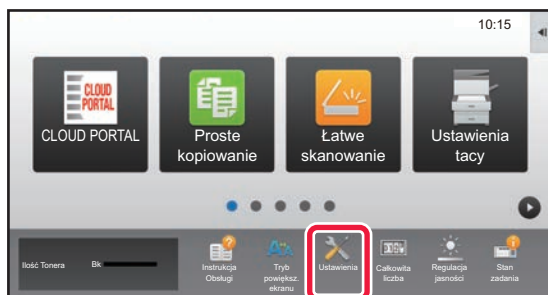 10:15
CLOUD
PORTAL
CLOUD PORTAL
Proste
kopiowanie
Łatwe
skanowanie
Ustawienia
tacy
Ilość Tonera
Bk
Instrukcja
Obsługi
Tryb
powiększ.
ekranu
Ustawienia
Całkowita
liczba
Regulacja
jasności
Stan
zadania